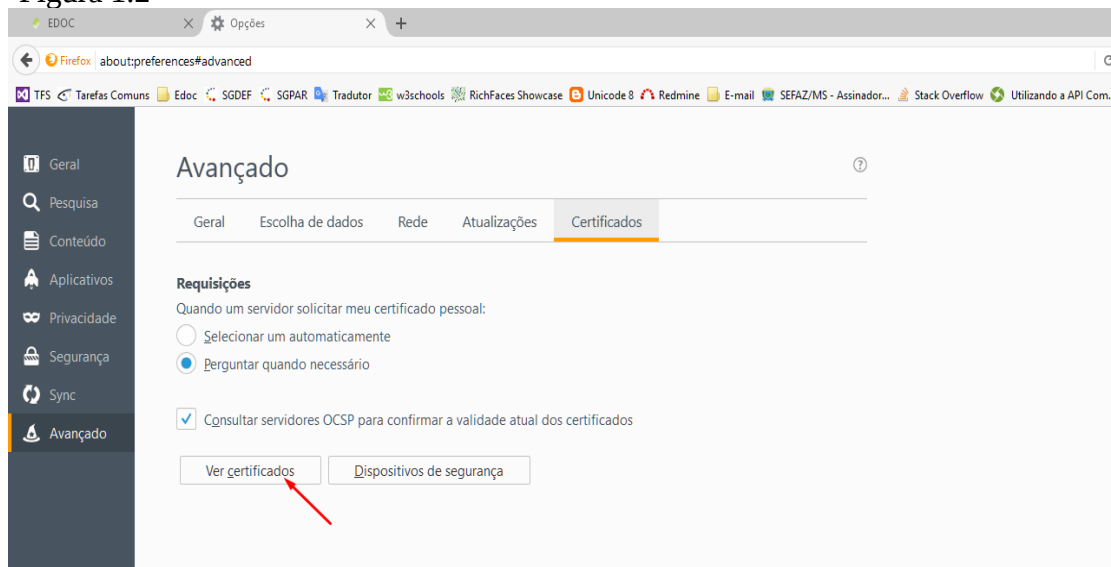 Figura 1.2
EDOC Opções
Firefox about:preferences#advanced
TFS Tarefas Comuns Edoc SGDEF SGPAR Tradutor w3schools RichFaces Showcase Unicode 8 Redmine E-mail SEFAZ/MS - Assinador... Stack Overflow Utilizando a API Com.
Avançado
Geral
Pesquisa
Conteúdo
Aplicativos
Privacidade
Segurança
Sync
Avançado
Geral Escolha de dados Rede Atualizações Certificados
Requisições
Quando um servidor solicitar meu certificado pessoal:
Selecionar um automaticamente
Perguntar quando necessário
Consultar servidores OCSP para confirmar a validade atual dos certificados
Ver certificados Dispositivos de segurança